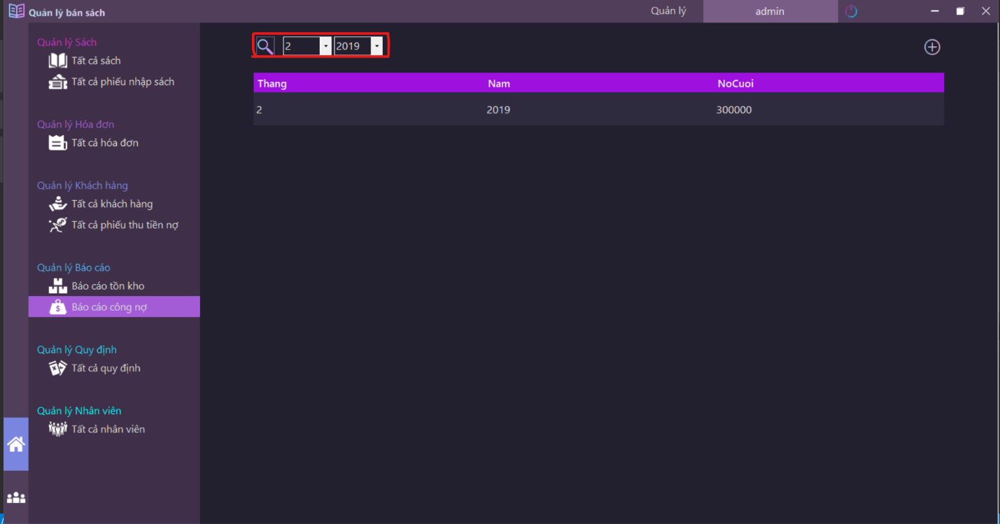 Quản lý bán sách
Quản lý
admin
Quản lý Sách
Tất cả sách
Tất cả phiếu nhập sách
Quản lý Hóa đơn
Tất cả hóa đơn
Quản lý Khách hàng
Tất cả khách hàng
Tất cả phiếu thu tiền nợ
Quản lý Báo cáo
Báo cáo tồn kho
Báo cáo công nợ
Quản lý Quy định
Tất cả quy định
Quản lý Nhân viên
Tất cả nhân viên
2 2019
Thang Nam NoCuoi
2 2019 300000